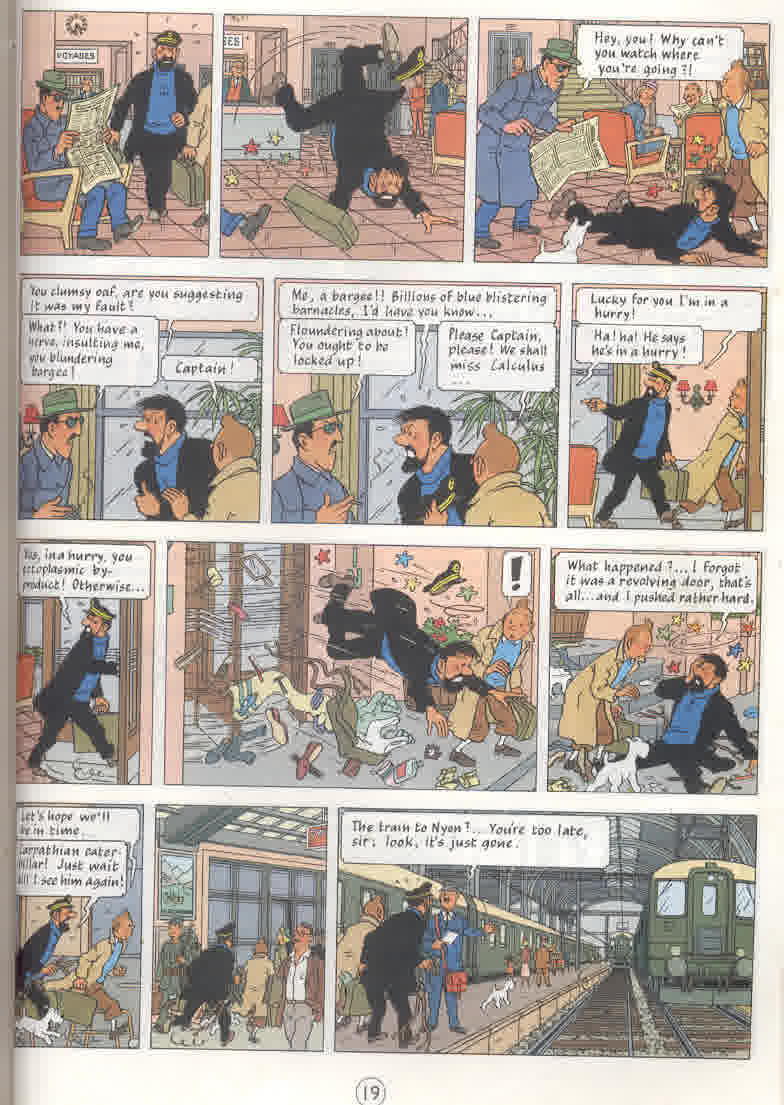 VOYAGES
Hey, you! Why can't
you watch where
you're going?!
You clumsy oaf, are you suggesting
it was my fault?
What?! You have a
nerve, insulting me,
you blundering
bargee!
Captain!
Me, a bargee!! Billions of blue blistering
barnacles, I'd have you know...
Floundering about!
You ought to be
locked up!
Please Captain,
please! We shall
miss Calculus
...
Lucky for you I'm in a
hurry!
Ha! ha! He says
he's in a hurry!
Yes, in a hurry, you
ectoplasmic by-
product! Otherwise...
!
What happened?... I forgot
it was a revolving door, that's
all...and I pushed rather hard.
Let's hope we'll
be in time...
Carpathian cater-
pillar! Just wait
till I see him again!
The train to Nyon?... You're too late,
sir; look, it's just gone.
19